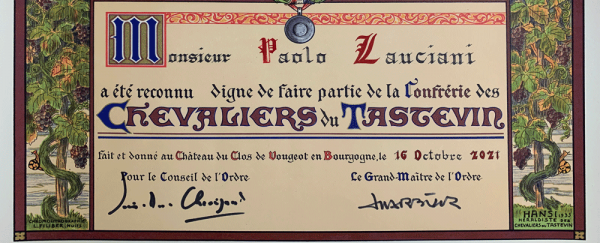 Monsieur Paolo Lauciani
a été reconnu digne de faire partie de la Confrérie des
CHEVALIERS du TASTEVIN
Fait et donné au Château du Clos de Vougeot en Bourgogne, le 16 Octobre 2021
Pour le Conseil de l'Ordre
Le Grand-Maître de l'Ordre
HANSI 1951
HÉRALDISTE DES
CHEVALIERS DU TASTEVIN